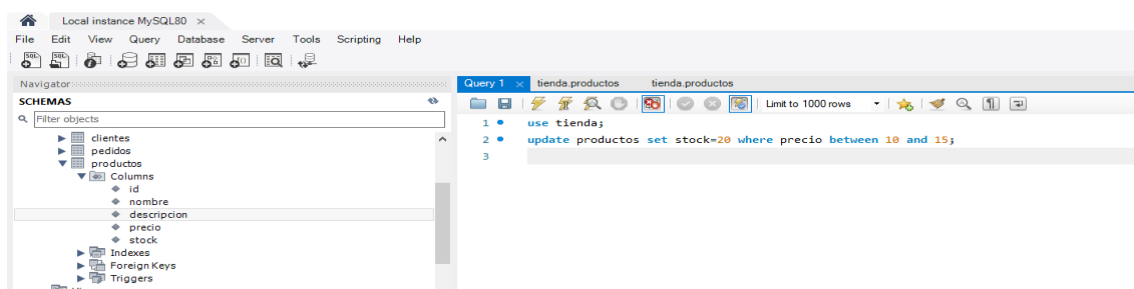 Local instance MySQL80 ×
File Edit View Query Database Server Tools Scripting Help
Navigator
SCHEMAS
Filter objects
clientes
pedidos
productos
Columns
id
nombre
descripcion
precio
stock
Indexes
Foreign Keys
Triggers
Query 1 × tienda.productos tienda.productos
Limit to 1000 rows
1 use tienda;
2 update productos set stock=20 where precio between 10 and 15;
3